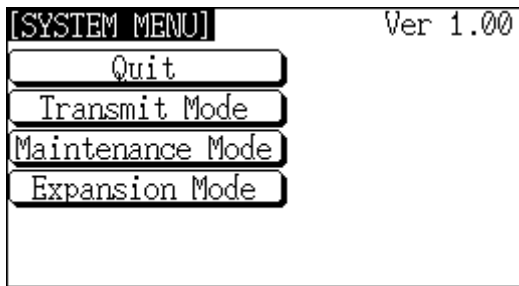 [SYSTEM MENU] Ver 1.00
Quit
Transmit Mode
Maintenance Mode
Expansion Mode